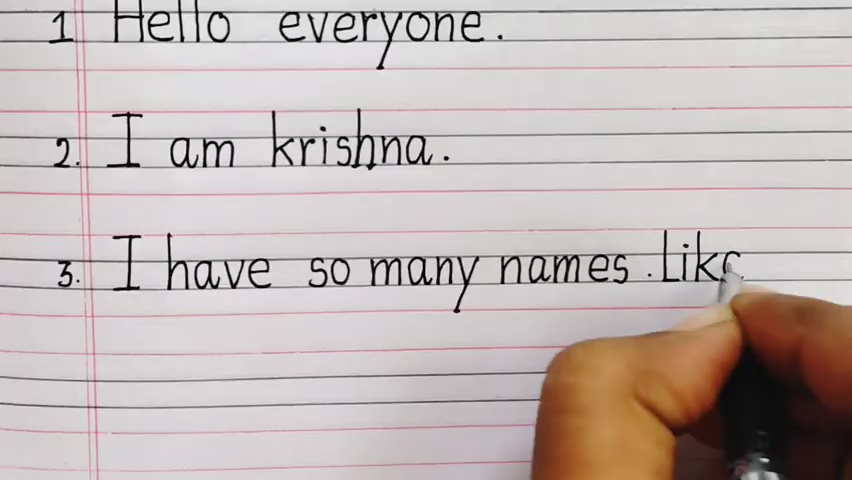 1 Hello everyone.
2. I am krishna.
3. I have so many names. Like